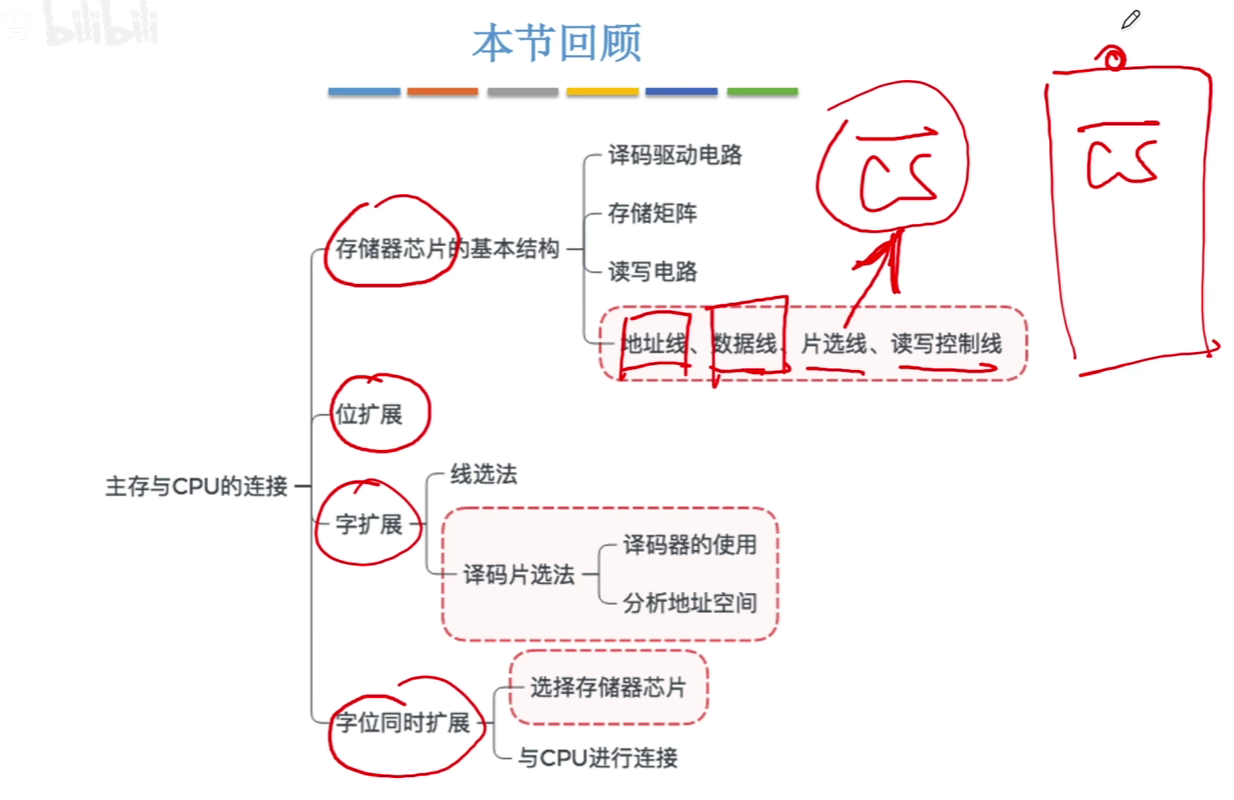 bilibili
本节回顾
译码驱动电路
CS
CS
存储矩阵
存储器芯片的基本结构
读写电路
地址线、数据线、片选线、读写控制线
位扩展
线选法
主存与CPU的连接
字扩展
译码器的使用
译码片选法
分析地址空间
选择存储器芯片
字位同时扩展
与CPU进行连接